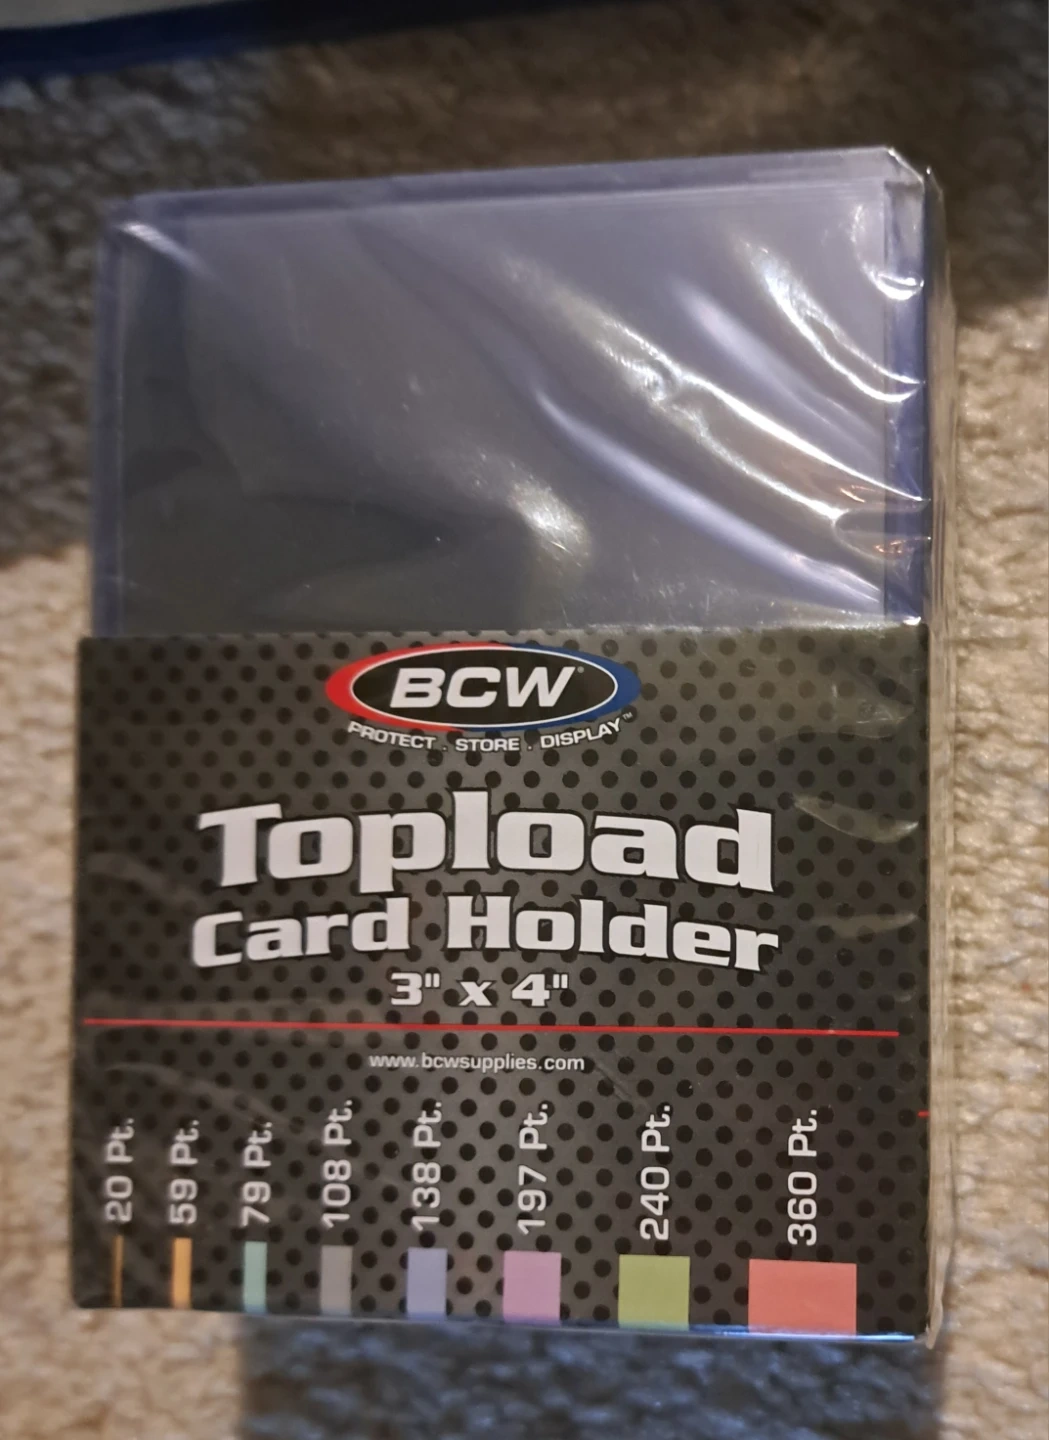 BCW®
PROTECT . STORE . DISPLAY™
Topload
Card Holder
3" x 4"
www.bcwsupplies.com
20 Pt.
59 Pt.
79 Pt.
108 Pt.
138 Pt.
197 Pt.
240 Pt.
360 Pt.